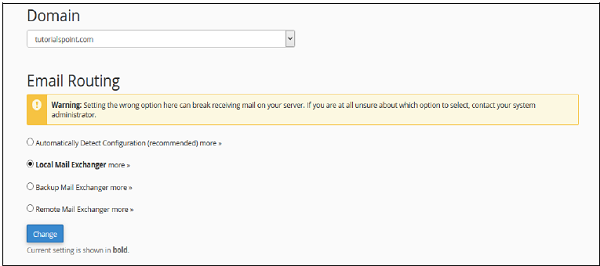 Domain
tutorialspoint.com
Email Routing
Warning: Setting the wrong option here can break receiving mail on your server. If you are at all unsure about which option to select, contact your system
administrator.
Automatically Detect Configuration (recommended) more »
Local Mail Exchanger more »
Backup Mail Exchanger more »
Remote Mail Exchanger more »
Change
Current setting is shown in bold.